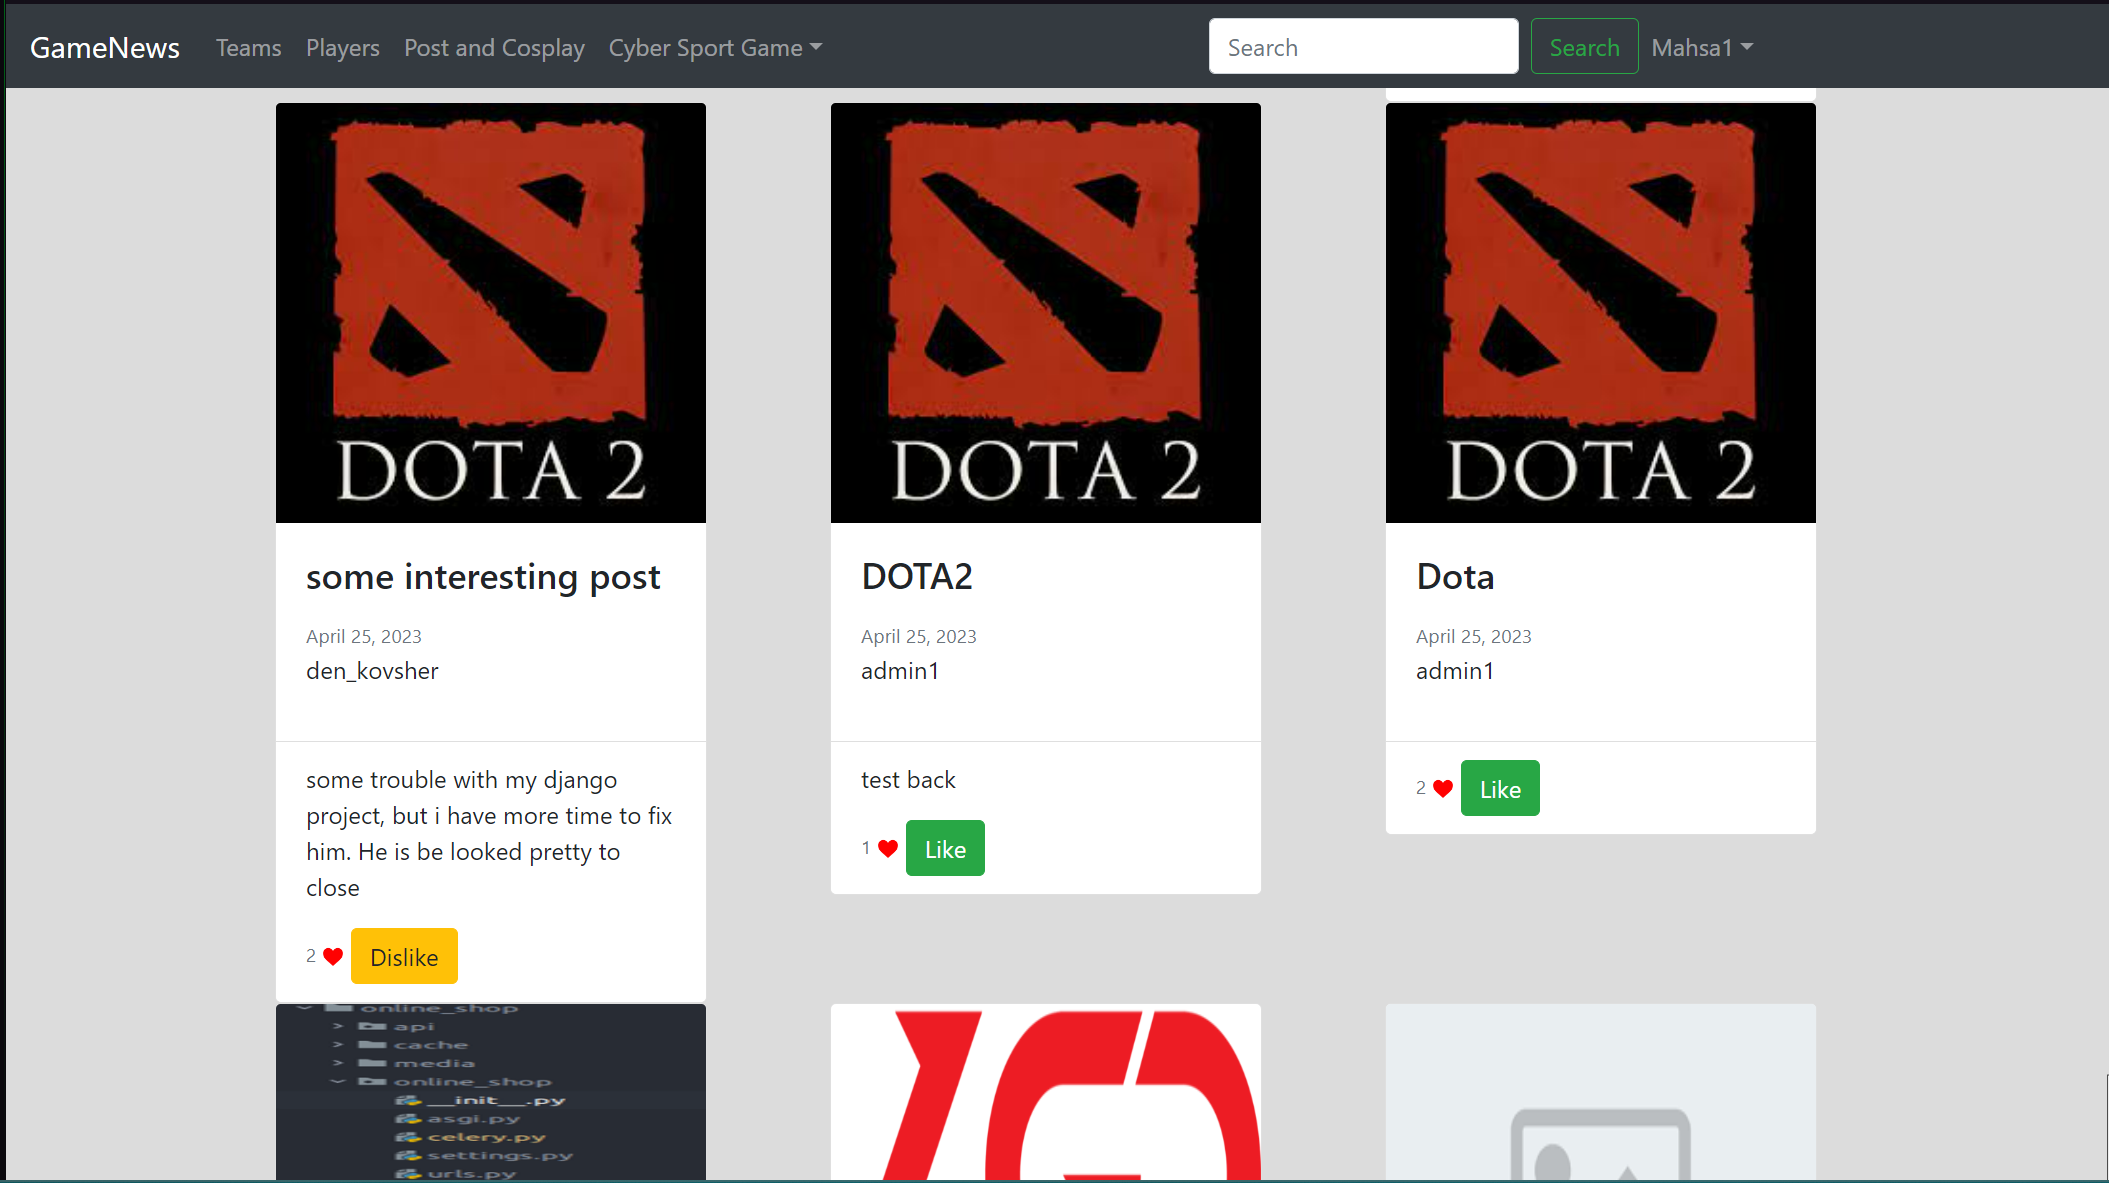 GameNews Teams Players Post and Cosplay Cyber Sport Game Search Search Mahsa1
DOTA 2
some interesting post
April 25, 2023
den_kovsher
some trouble with my django
project, but i have more time to fix
him. He is be looked pretty to
close
2 Dislike
DOTA 2
DOTA2
April 25, 2023
admin1
test back
1 Like
DOTA 2
Dota
April 25, 2023
admin1
2 Like
online_shop
api
cache
media
online_shop
__init__.py
asgi.py
celery.py
settings.py
urls.py